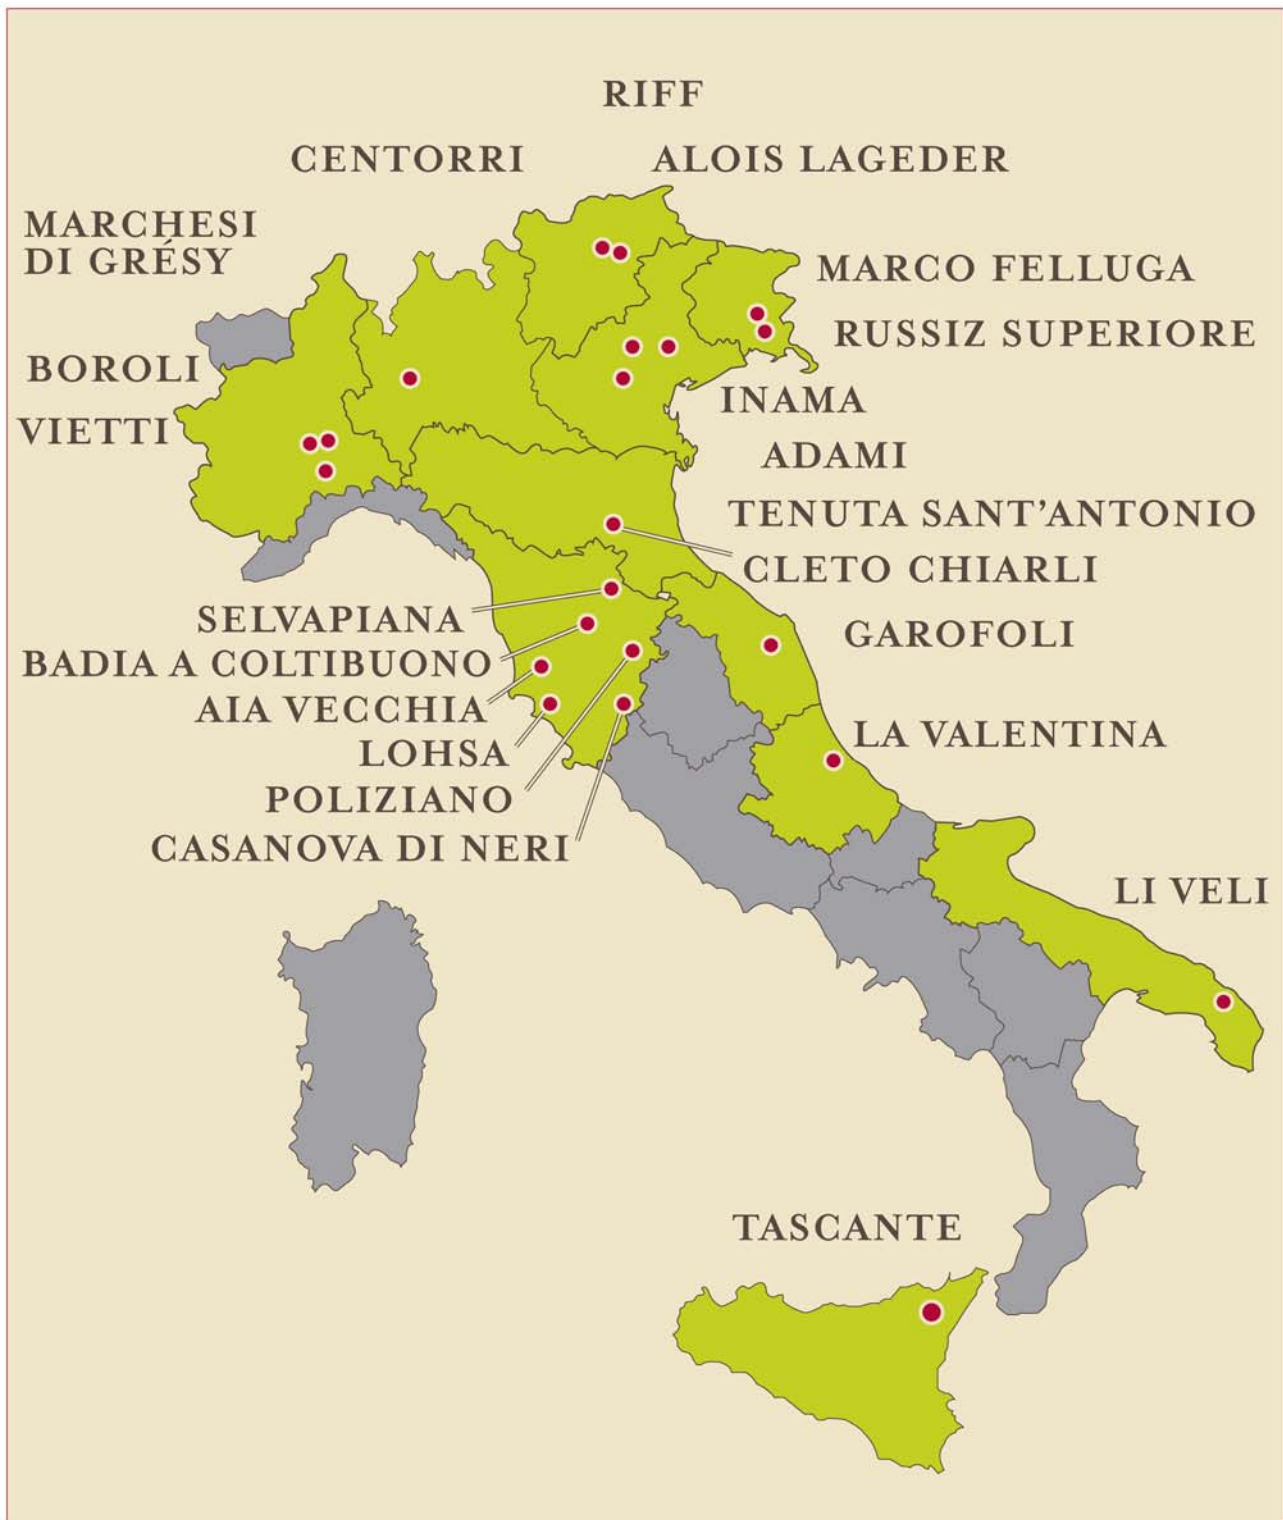 RIFF
CENTORRI
ALOIS LAGEDER
MARCHESI
DI GRÉSY
MARCO FELLUGA
RUSSIZ SUPERIORE
BOROLI
INAMA
VIETTI
ADAMI
TENUTA SANT'ANTONIO
CLETO CHIARLI
SELVAPIANA
GAROFOLI
BADIA A COLTIBUONO
AIA VECCHIA
LOHSA
LA VALENTINA
POLIZIANO
CASANOVA DI NERI
LI VELI
TASCANTE